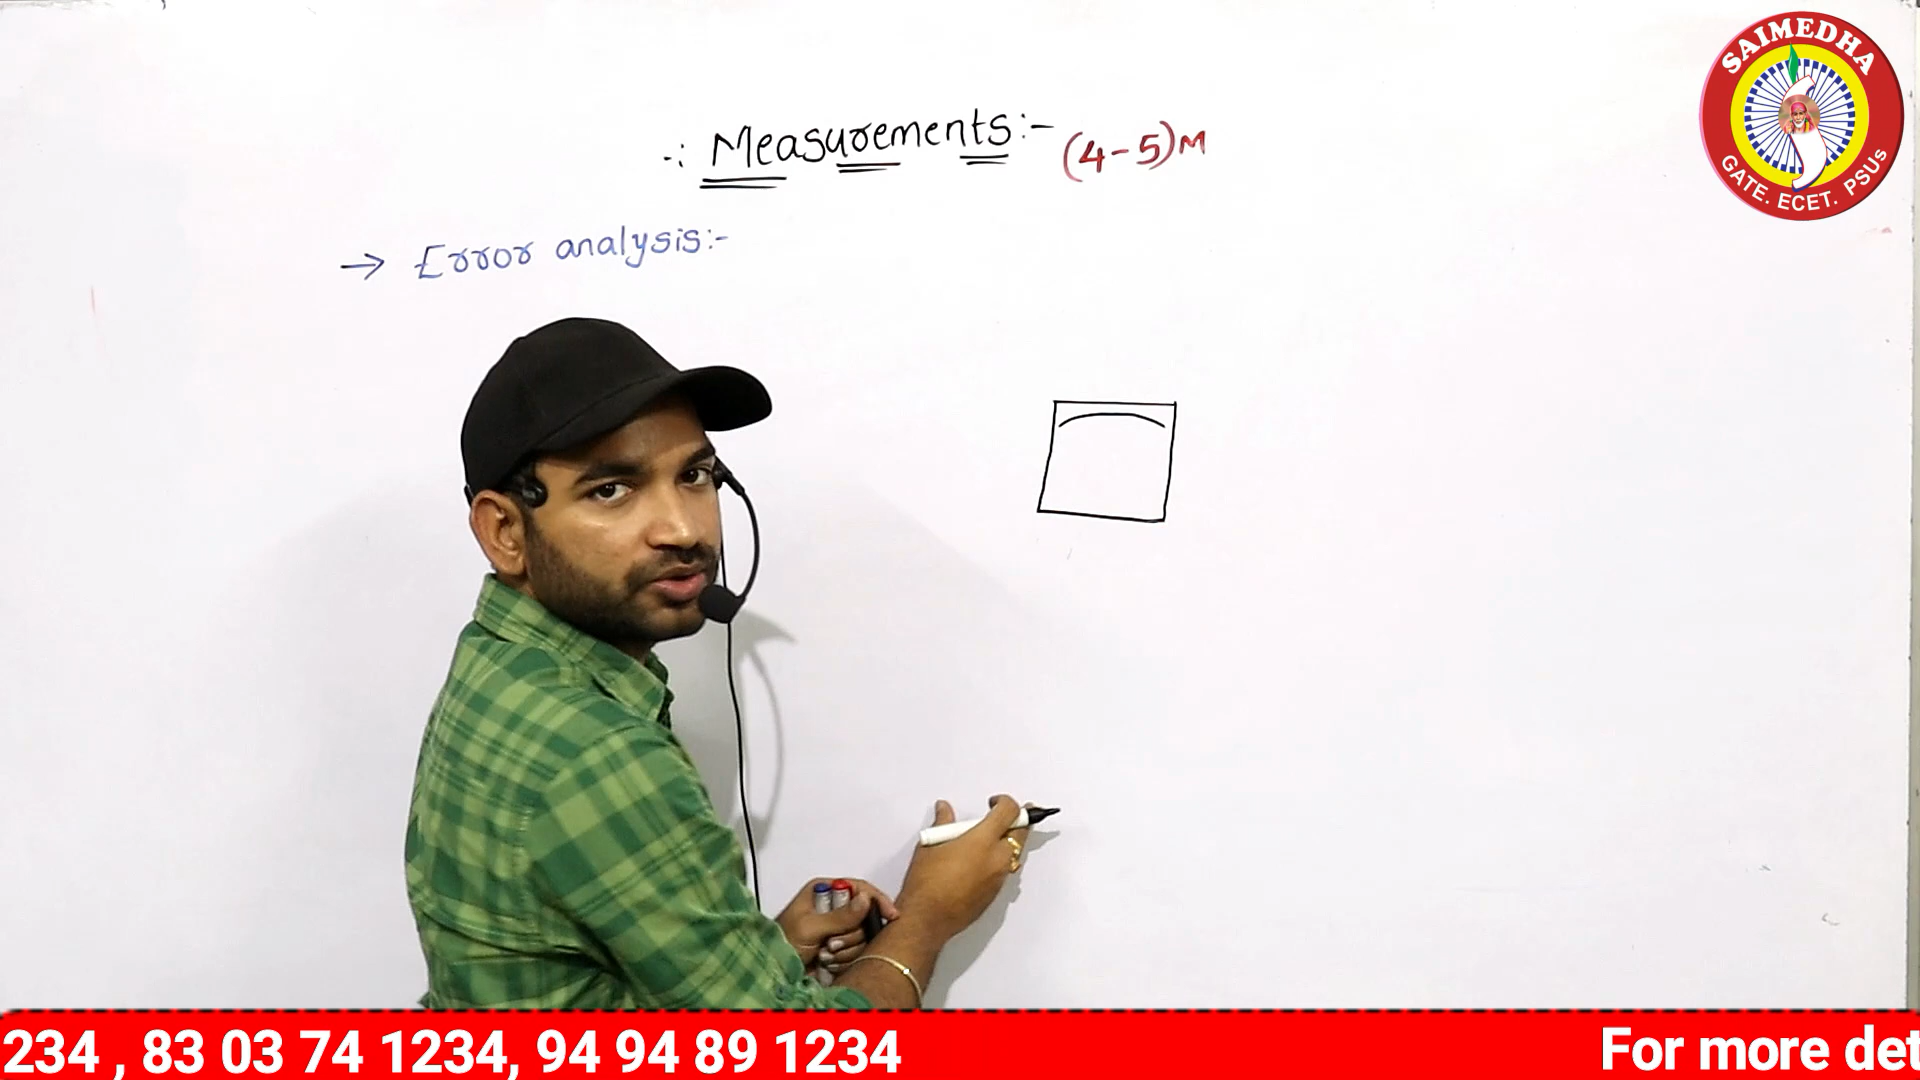 SAIMEDHA
GATE. ECET. PSUs
∴ Measurements:- (4-5)M
→ Error analysis:-
234 , 83 03 74 1234, 94 94 89 1234
For more det